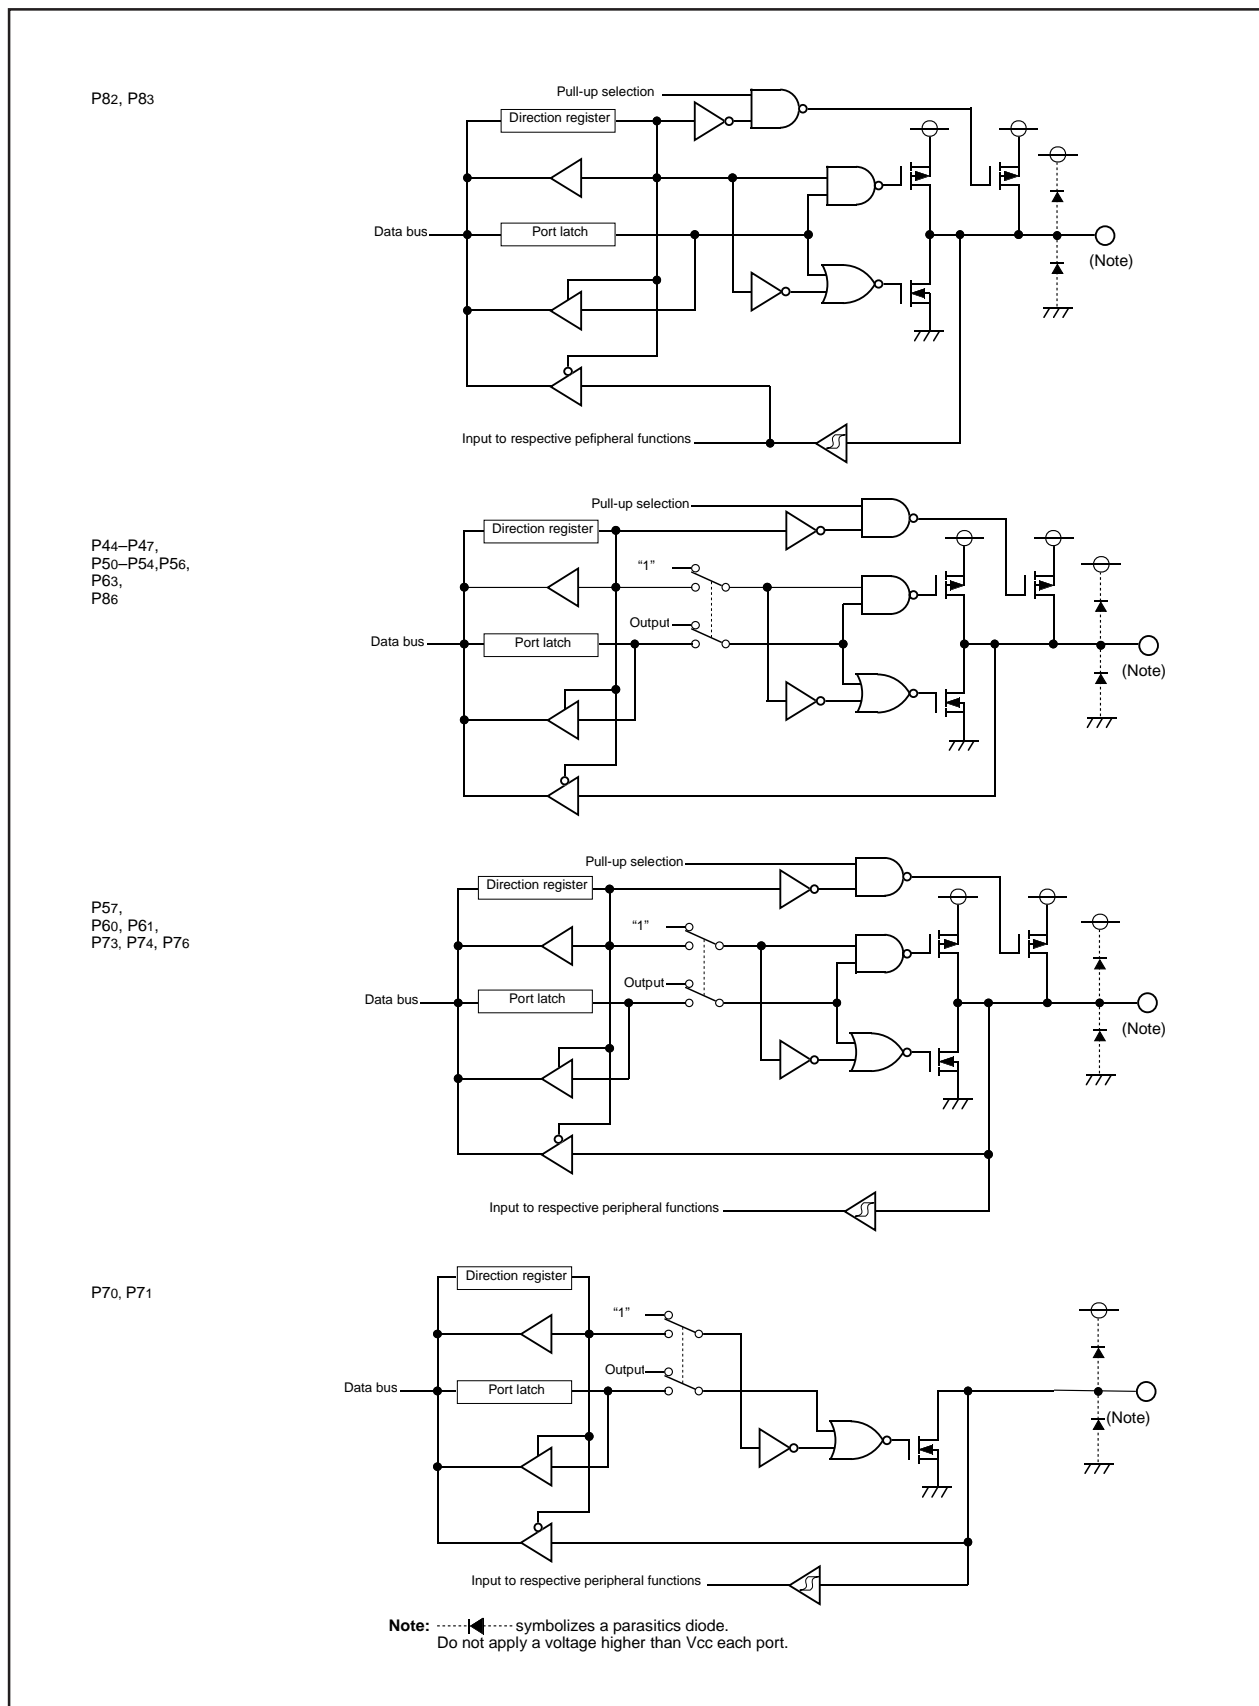 P82, P83
Pull-up selection
Direction register
Data bus
Port latch
(Note)
Input to respective pefipheral functions
P44–P47,
P50–P54,P56,
P63,
P86
Pull-up selection
Direction register
“1”
Output
Data bus
Port latch
(Note)
P57,
P60, P61,
P73, P74, P76
Pull-up selection
Direction register
“1”
Output
Data bus
Port latch
(Note)
Input to respective peripheral functions
P70, P71
Direction register
“1”
Output
Data bus
Port latch
(Note)
Input to respective peripheral functions
Note: symbolizes a parasitics diode.
Do not apply a voltage higher than Vcc each port.